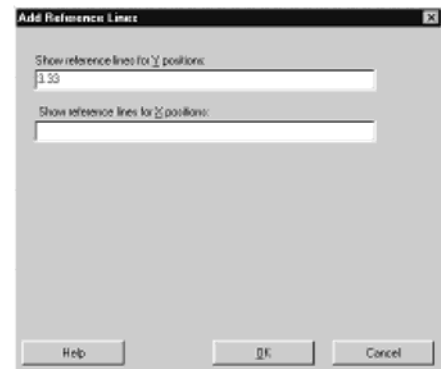 Add Reference Lines
Show reference lines for Y positions:
3.33
Show reference lines for X positions:
Help
OK
Cancel